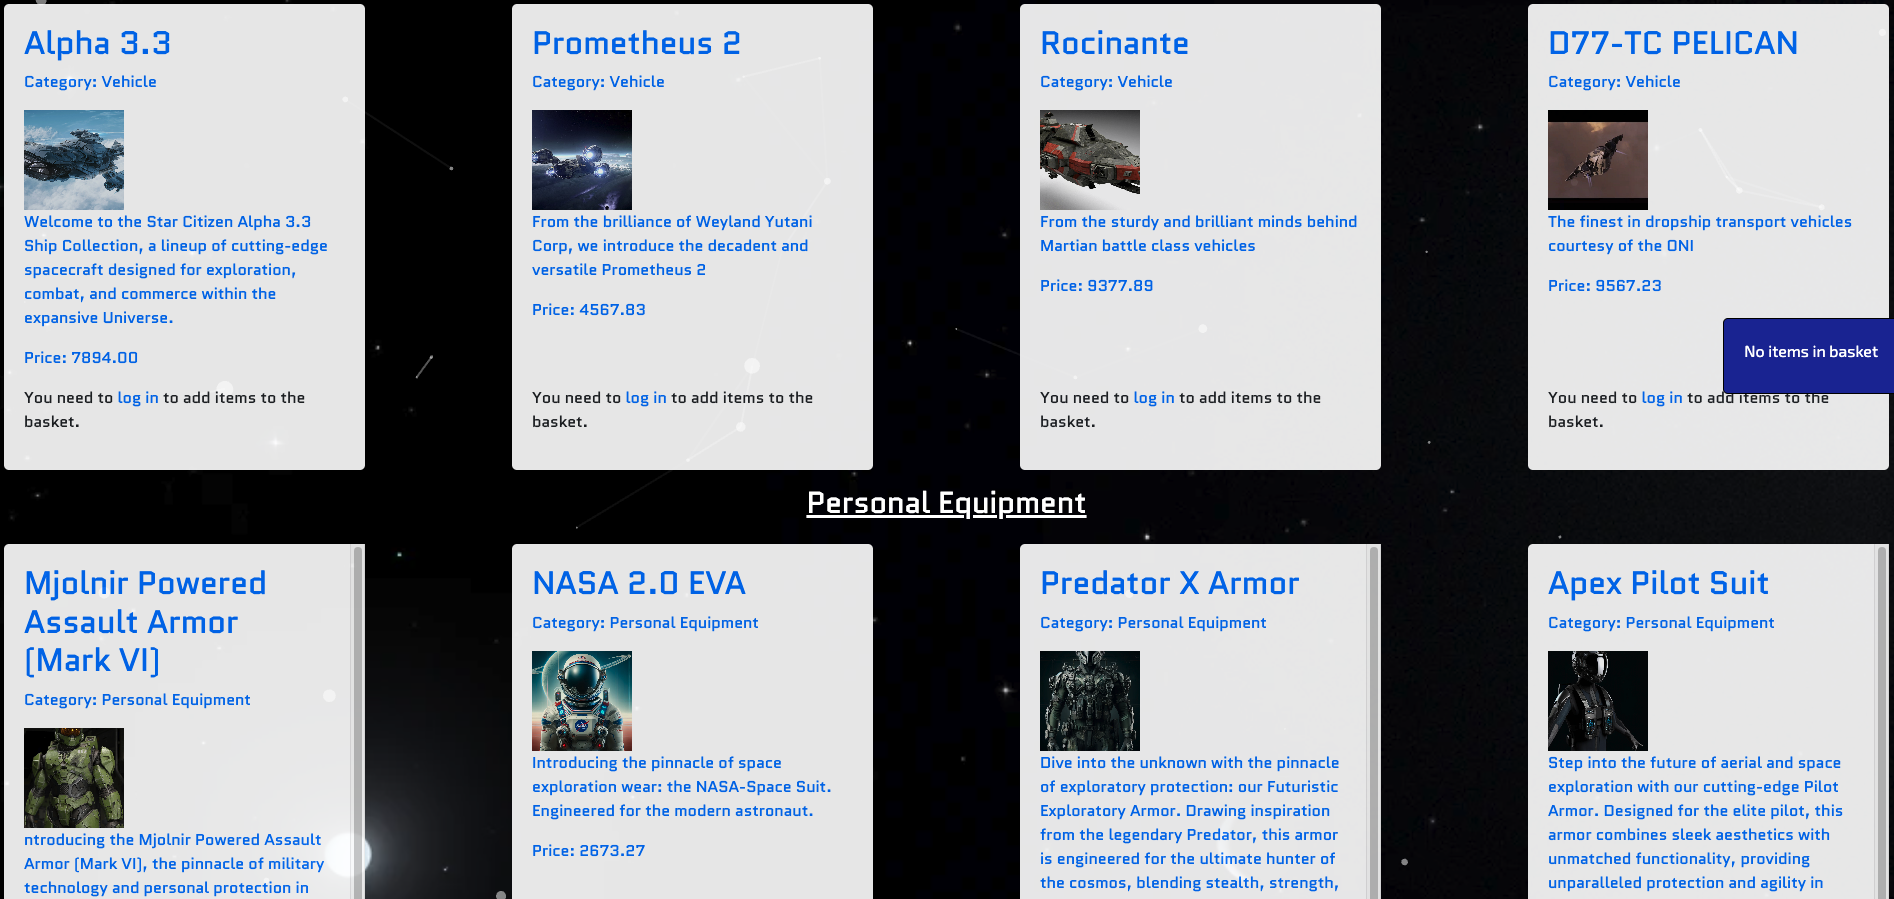 Alpha 3.3
Category: Vehicle
Welcome to the Star Citizen Alpha 3.3
Ship Collection, a lineup of cutting-edge
spacecraft designed for exploration,
combat, and commerce within the
expansive Universe.
Price: 7894.00
You need to log in to add items to the
basket.
Prometheus 2
Category: Vehicle
From the brilliance of Weyland Yutani
Corp, we introduce the decadent and
versatile Prometheus 2
Price: 4567.83
You need to log in to add items to the
basket.
Rocinante
Category: Vehicle
From the sturdy and brilliant minds behind
Martian battle class vehicles
Price: 9377.89
You need to log in to add items to the
basket.
D77-TC PELICAN
Category: Vehicle
The finest in dropship transport vehicles
courtesy of the ONI
Price: 9567.23
No items in basket
You need to log in to add items to the
basket.
Personal Equipment
Mjolnir Powered
Assault Armor
(Mark VI)
Category: Personal Equipment
ntroducing the Mjolnir Powered Assault
Armor (Mark VI), the pinnacle of military
technology and personal protection in
NASA 2.0 EVA
Category: Personal Equipment
Introducing the pinnacle of space
exploration wear: the NASA-Space Suit.
Engineered for the modern astronaut.
Price: 2673.27
Predator X Armor
Category: Personal Equipment
Dive into the unknown with the pinnacle
of exploratory protection: our Futuristic
Exploratory Armor. Drawing inspiration
from the legendary Predator, this armor
is engineered for the ultimate hunter of
the cosmos, blending stealth, strength,
Apex Pilot Suit
Category: Personal Equipment
Step into the future of aerial and space
exploration with our cutting-edge Pilot
Armor. Designed for the elite pilot, this
armor combines sleek aesthetics with
unmatched functionality, providing
unparalleled protection and agility in